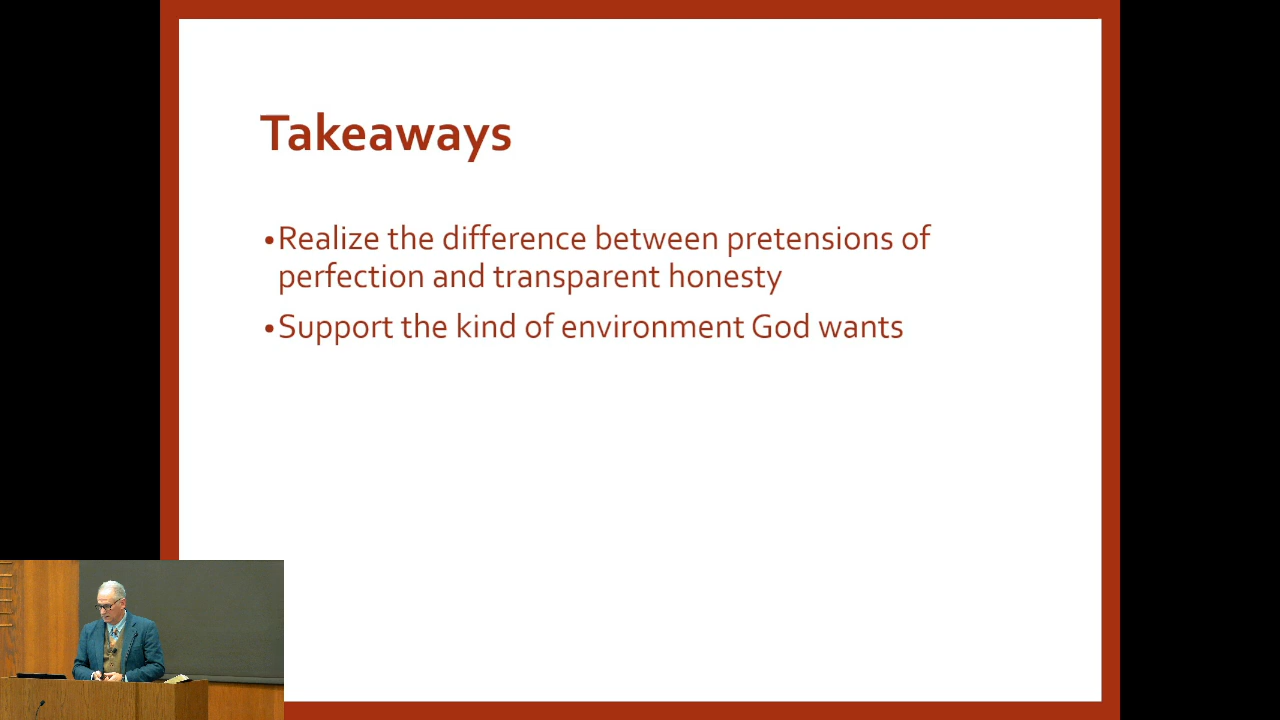 Takeaways
•Realize the difference between pretensions of
perfection and transparent honesty
•Support the kind of environment God wants